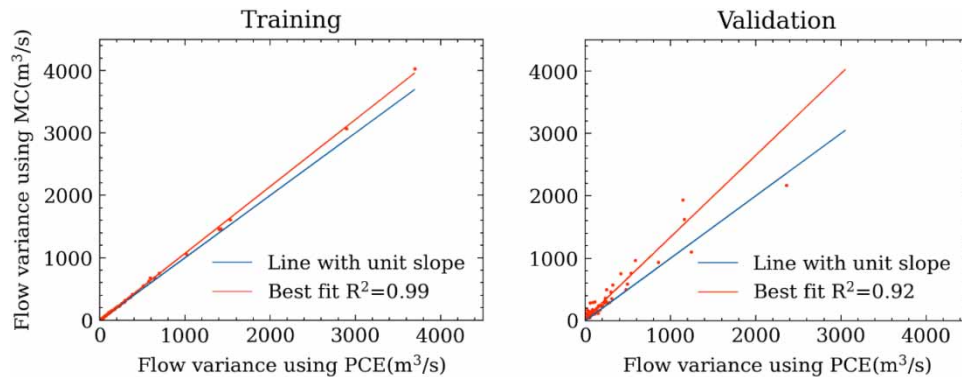 Training
Flow variance using MC(m³/s)
4000
3000
2000
1000
0
Line with unit slope
Best fit R²=0.99
0 1000 2000 3000 4000
Flow variance using PCE(m³/s)
Validation
4000
3000
2000
1000
0
Line with unit slope
Best fit R²=0.92
0 1000 2000 3000 4000
Flow variance using PCE(m³/s)